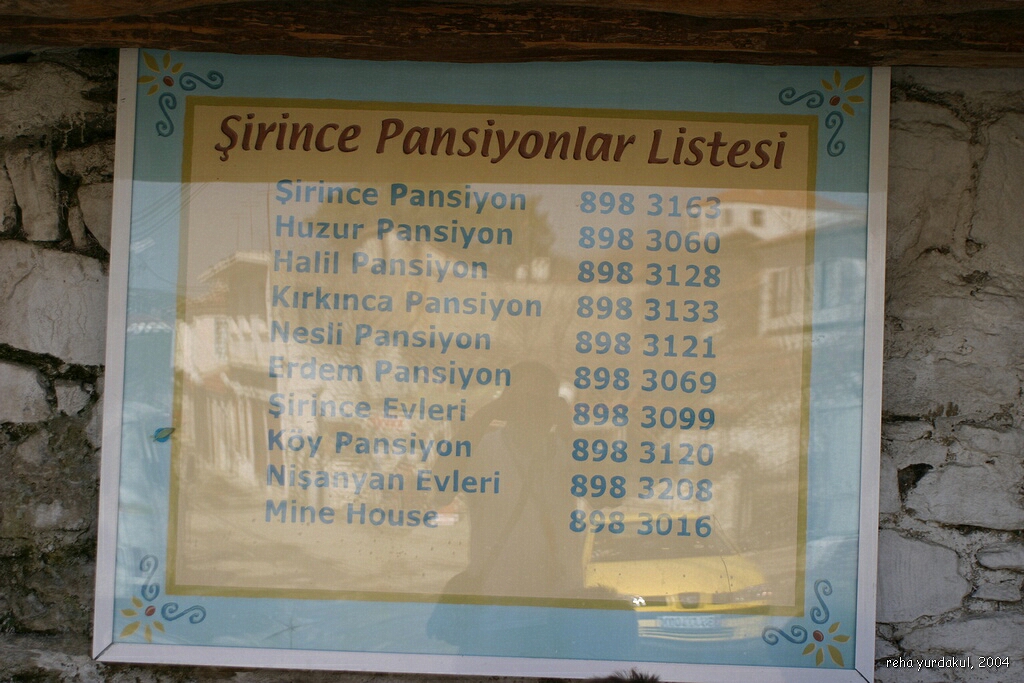 Şirince Pansiyonlar Listesi
Şirince Pansiyon 898 3163
Huzur Pansiyon 898 3060
Halil Pansiyon 898 3128
Kırkınca Pansiyon 898 3133
Nesli Pansiyon 898 3121
Erdem Pansiyon 898 3069
Şirince Evleri 898 3099
Köy Pansiyon 898 3120
Nişanyan Evleri 898 3208
Mine House 898 3016
reha yurdakul, 2004